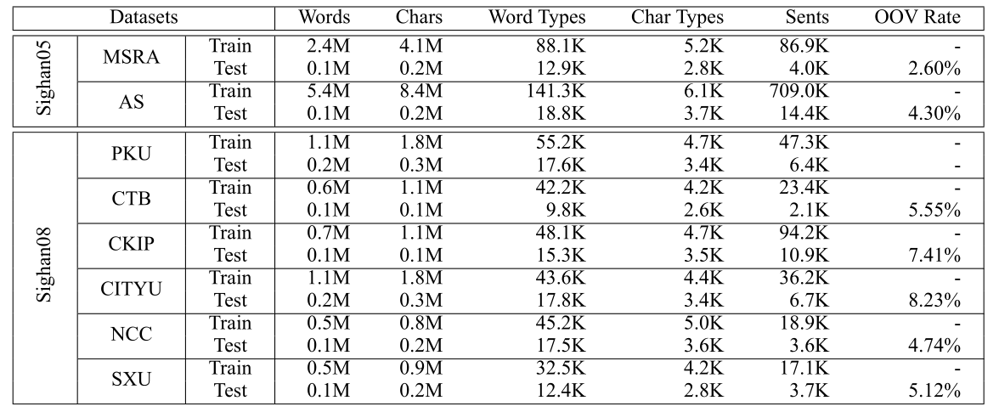 Datasets Words Chars Word Types Char Types Sents OOV Rate
Sighan05 MSRA Train 2.4M 4.1M 88.1K 5.2K 86.9K -
Test 0.1M 0.2M 12.9K 2.8K 4.0K 2.60%
AS Train 5.4M 8.4M 141.3K 6.1K 709.0K -
Test 0.1M 0.2M 18.8K 3.7K 14.4K 4.30%
Sighan08 PKU Train 1.1M 1.8M 55.2K 4.7K 47.3K -
Test 0.2M 0.3M 17.6K 3.4K 6.4K -
CTB Train 0.6M 1.1M 42.2K 4.2K 23.4K -
Test 0.1M 0.1M 9.8K 2.6K 2.1K 5.55%
CKIP Train 0.7M 1.1M 48.1K 4.7K 94.2K -
Test 0.1M 0.1M 15.3K 3.5K 10.9K 7.41%
CITYU Train 1.1M 1.8M 43.6K 4.4K 36.2K -
Test 0.2M 0.3M 17.8K 3.4K 6.7K 8.23%
NCC Train 0.5M 0.8M 45.2K 5.0K 18.9K -
Test 0.1M 0.2M 17.5K 3.6K 3.6K 4.74%
SXU Train 0.5M 0.9M 32.5K 4.2K 17.1K -
Test 0.1M 0.2M 12.4K 2.8K 3.7K 5.12%